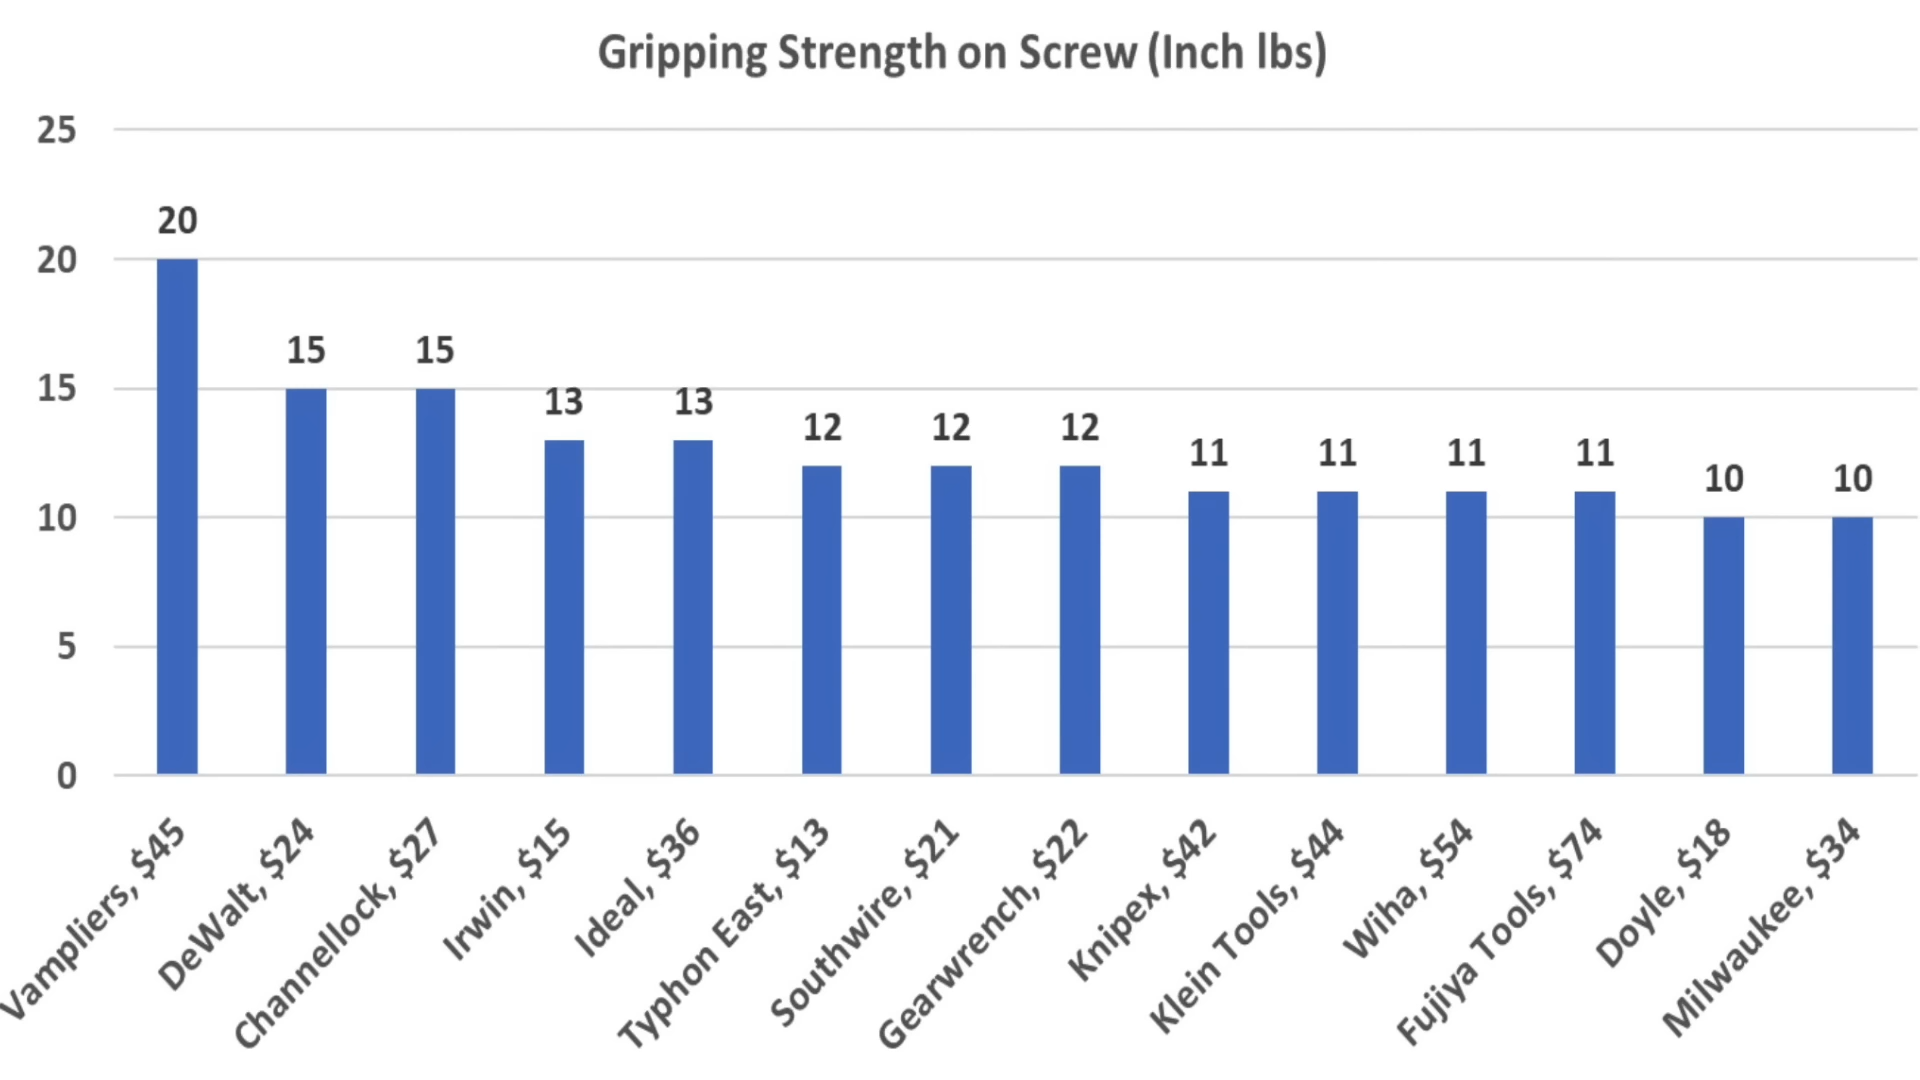 Gripping Strength on Screw (Inch lbs)
25
20
15
10
5
0
20
15
15
13
13
12
12
12
11
11
11
11
10
10
Vampliers, $45
DeWalt, $24
Channellock, $27
Irwin, $15
Ideal, $36
Typhon East, $13
Southwire, $21
Gearwrench, $22
Knipex, $42
Klein Tools, $44
Wiha, $54
Fujiya Tools, $74
Doyle, $18
Milwaukee, $34